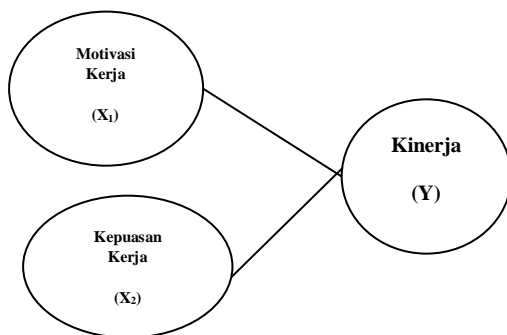 Motivasi
Kerja
(X₁)
Kinerja
(Y)
Kepuasan
Kerja
(X₂)